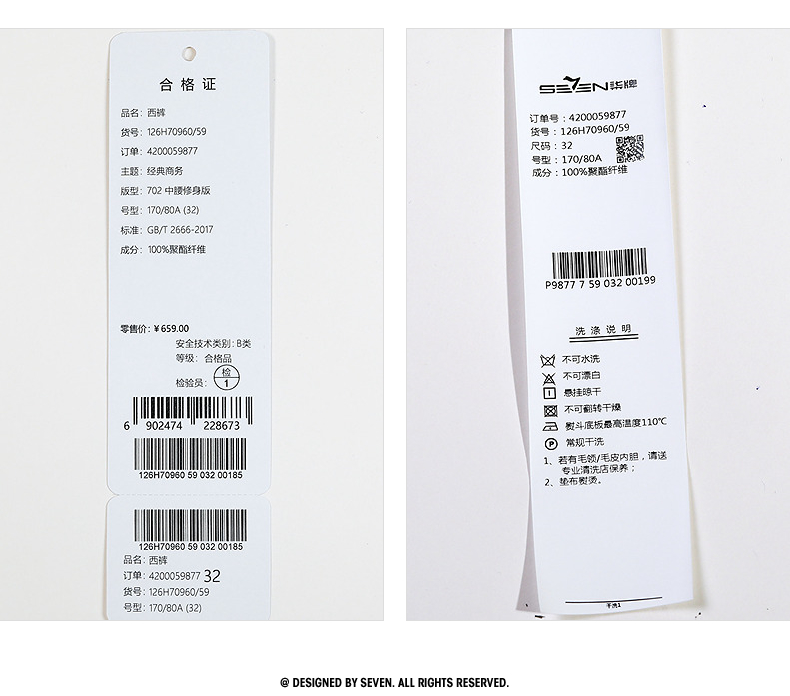 合格证
品名：西裤
货号：126H70960/59
订单：4200059877
主题：经典商务
版型：702 中腰修身版
号型：170/80A (32)
标准：GB/T 2666-2017
成分：100%聚酯纤维
零售价：¥659.00
安全技术类别：B类
等级：合格品
检验员：检 1
6 902474 228673
126H70960 59 032 00185
126H70960 59 032 00185
品名：西裤
订单：4200059877 32
货号：126H70960/59
号型：170/80A (32)
SEVEN 柒牌
订单号：4200059877
货号：126H70960/59
尺码：32
号型：170/80A
成分：100%聚酯纤维
P9877 7 59 032 00199
洗涤说明
不可水洗
不可漂白
悬挂晾干
不可翻转干燥
熨斗底板最高温度110℃
P 常规干洗
1、若有毛领/毛皮内胆，请送
专业清洗店保养；
2、垫布熨烫。
干洗1
@ DESIGNED BY SEVEN. ALL RIGHTS RESERVED.